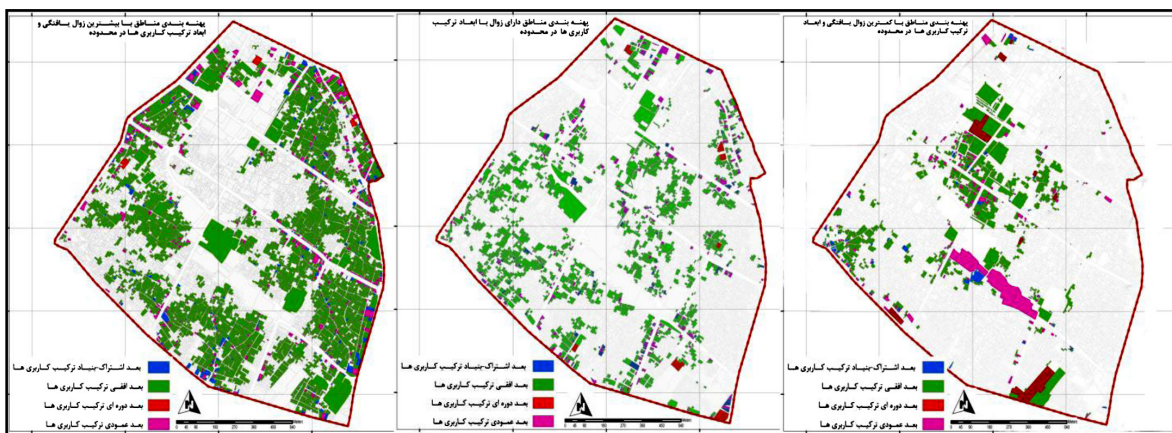 پهنه بندی مناطق با بیشترین زوال یافتگی و
ابعاد ترکیب کاربری ها در محدوده
بعد اشتراک-بنیاد ترکیب کاربری ها
بعد افقی ترکیب کاربری ها
بعد دوره ای ترکیب کاربری ها
بعد عمودی ترکیب کاربری ها
Meters
پهنه بندی مناطق دارای زوال با ابعاد ترکیب
کاربری ها در محدوده
بعد اشتراک-بنیاد ترکیب کاربری ها
بعد افقی ترکیب کاربری ها
بعد دوره ای ترکیب کاربری ها
بعد عمودی ترکیب کاربری ها
پهنه بندی مناطق با کمترین زوال یافتگی و ابعاد
ترکیب کاربری ها در محدوده
بعد اشتراک-بنیاد ترکیب کاربری ها
بعد افقی ترکیب کاربری ها
بعد دوره ای ترکیب کاربری ها
بعد عمودی ترکیب کاربری ها